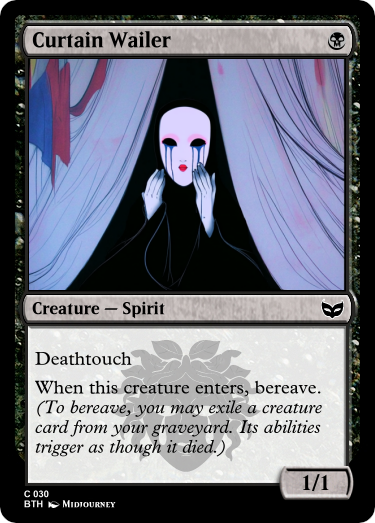 Curtain Wailer
Creature — Spirit
Deathtouch
When this creature enters, bereave.
(To bereave, you may exile a creature
card from your graveyard. Its abilities
trigger as though it died.)
1/1
C 030
BTH Midjourney